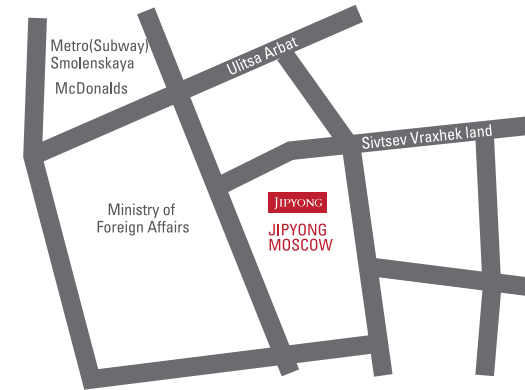 Metro(Subway)
Smolenskaya
McDonalds
Ulitsa Arbat
Sivtsev Vraxhek land
Ministry of
Foreign Affairs
JIPYONG
JIPYONG
MOSCOW